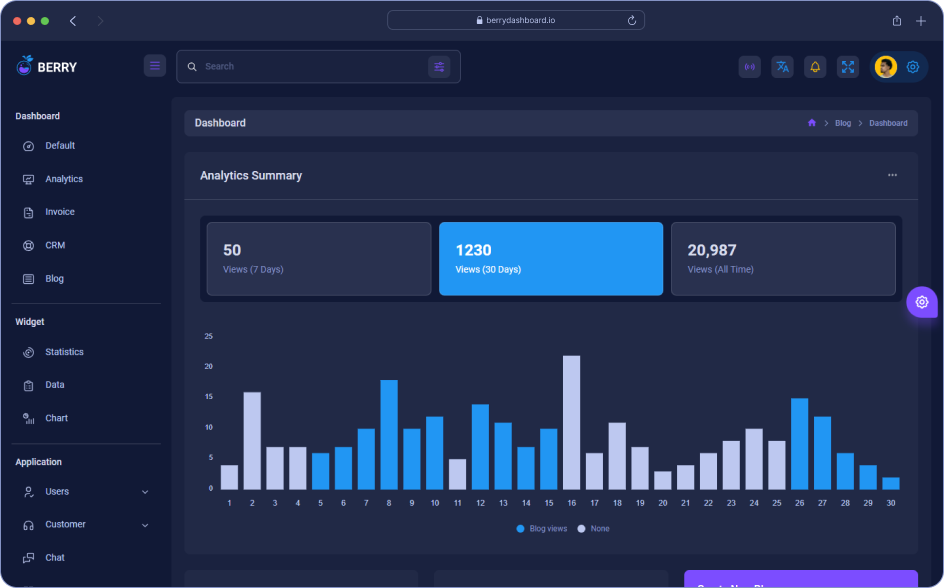 berrydashboard.io
BERRY
Search
Dashboard
Default
Analytics
Invoice
CRM
Blog
Widget
Statistics
Data
Chart
Application
Users
Customer
Chat
Dashboard
Blog
Dashboard
Analytics Summary
50
Views (7 Days)
1230
Views (30 Days)
20,987
Views (All Time)
25
20
15
10
5
0
1 2 3 4 5 6 7 8 9 10 11 12 13 14 15 16 17 18 19 20 21 22 23 24 25 26 27 28 29 30
Blog views None